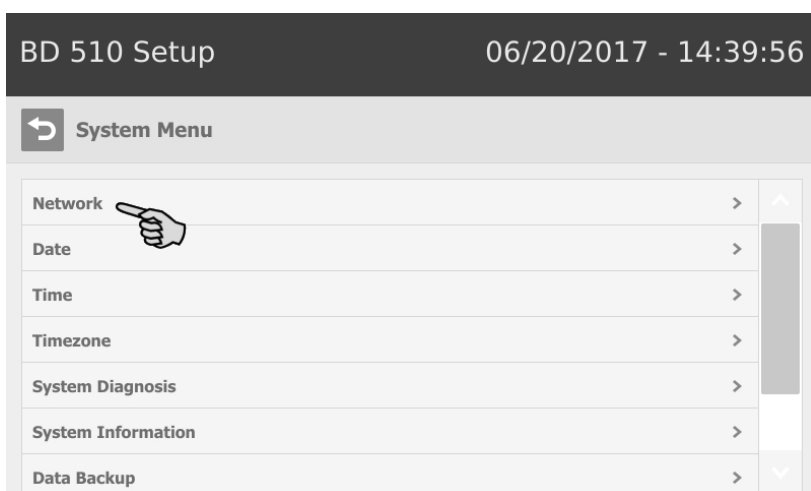 BD 510 Setup 06/20/2017 - 14:39:56
System Menu
Network
Date
Time
Timezone
System Diagnosis
System Information
Data Backup